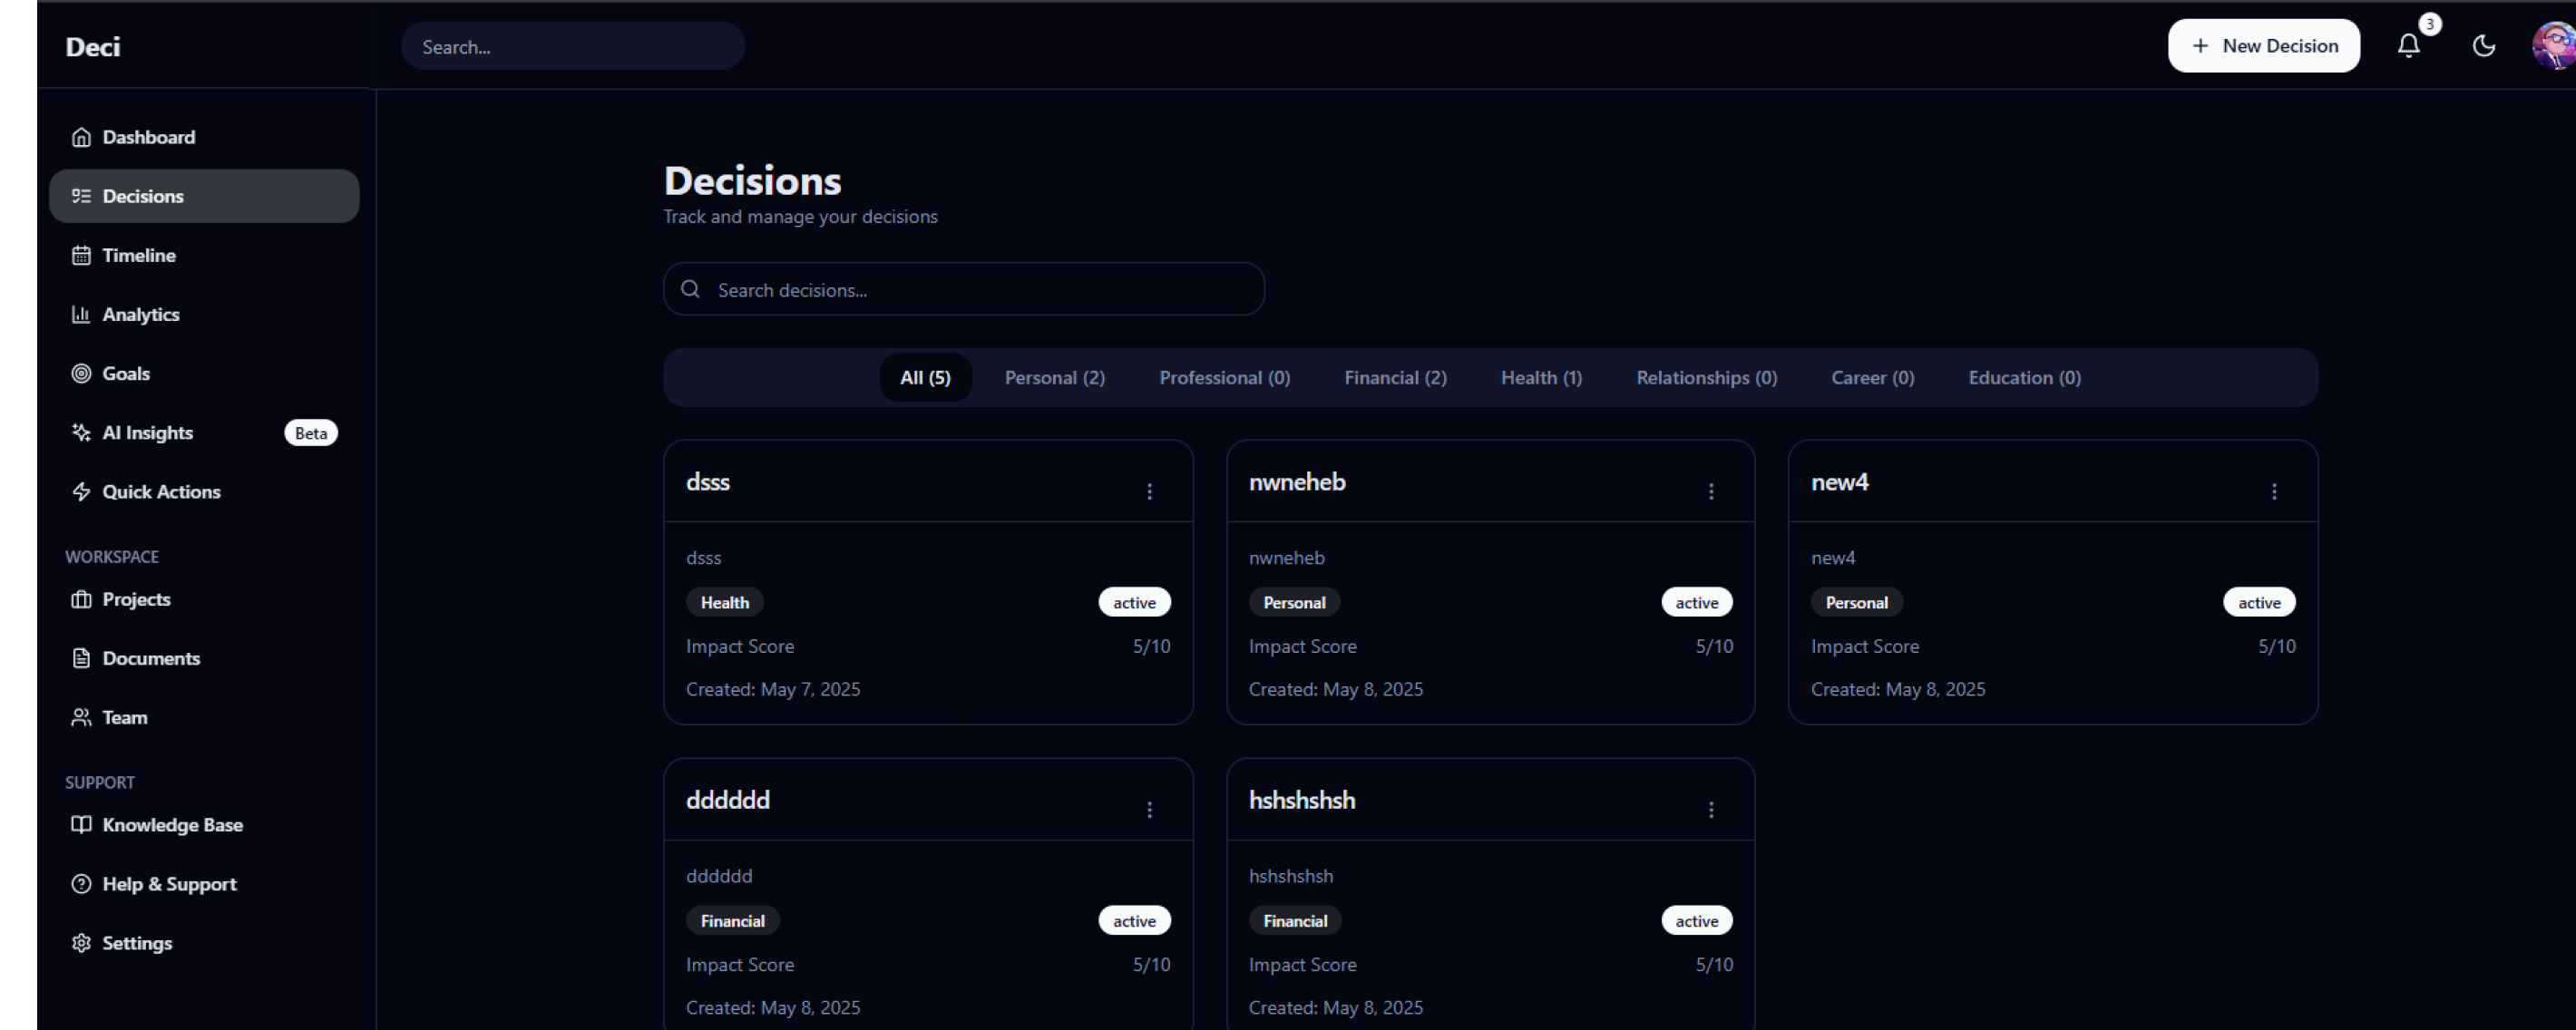 Deci
Search...
+ New Decision
3
Dashboard
Decisions
Timeline
Analytics
Goals
AI Insights Beta
Quick Actions
WORKSPACE
Projects
Documents
Team
SUPPORT
Knowledge Base
Help & Support
Settings
Decisions
Track and manage your decisions
Search decisions...
All (5) Personal (2) Professional (0) Financial (2) Health (1) Relationships (0) Career (0) Education (0)
dsss
dsss
Health active
Impact Score 5/10
Created: May 7, 2025
nwneheb
nwneheb
Personal active
Impact Score 5/10
Created: May 8, 2025
new4
new4
Personal active
Impact Score 5/10
Created: May 8, 2025
dddddd
dddddd
Financial active
Impact Score 5/10
Created: May 8, 2025
hshshshsh
hshshshsh
Financial active
Impact Score 5/10
Created: May 8, 2025